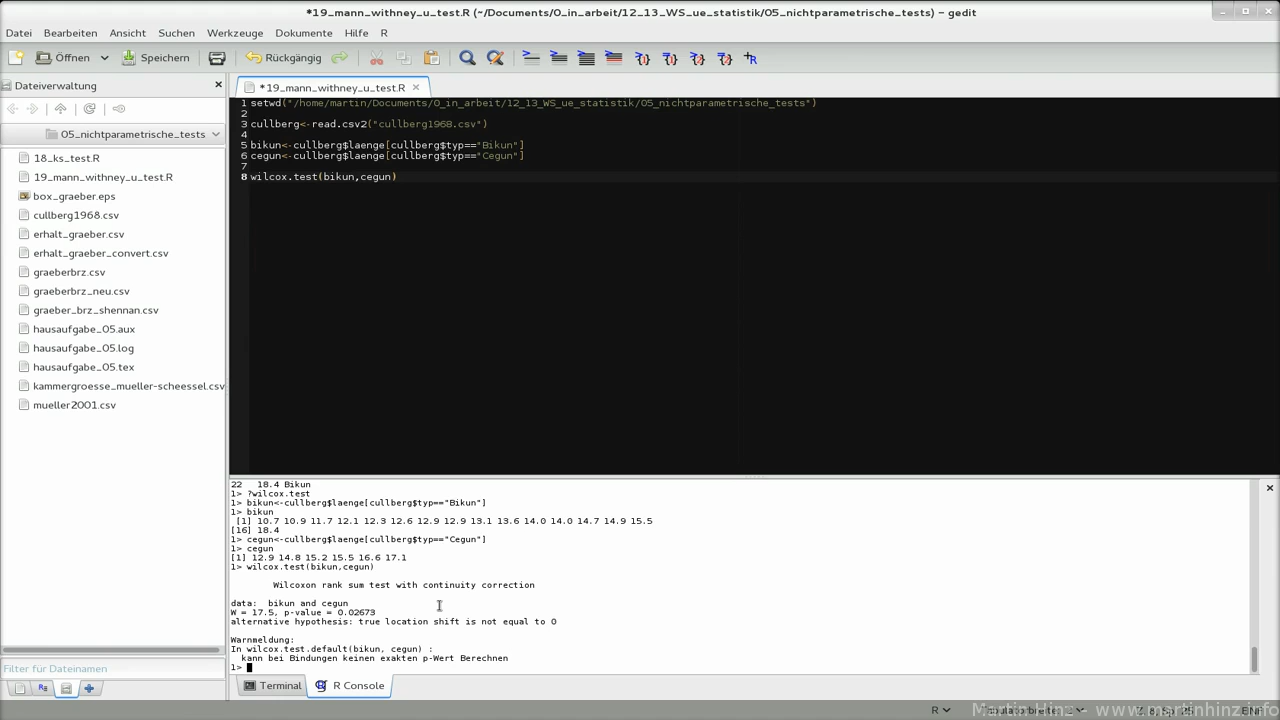 *19_mann_withney_u_test.R (~/Documents/0_in_arbeit/12_13_WS_ue_statistik/05_nichtparametrische_tests) – gedit
Datei Bearbeiten Ansicht Suchen Werkzeuge Dokumente Hilfe R
Öffnen Speichern Rückgängig
Dateiverwaltung
*19_mann_withney_u_test.R
05_nichtparametrische_tests
18_ks_test.R
19_mann_withney_u_test.R
box_graeber.eps
cullberg1968.csv
erhalt_graeber.csv
erhalt_graeber_convert.csv
graeberbrz.csv
graeberbrz_neu.csv
graeber_brz_shennan.csv
hausaufgabe_05.aux
hausaufgabe_05.log
hausaufgabe_05.tex
kammergroesse_mueller-scheessel.csv
mueller2001.csv
Filter für Dateinamen
1 setwd("/home/martin/Documents/0_in_arbeit/12_13_WS_ue_statistik/05_nichtparametrische_tests")
2
3 cullberg<-read.csv2("cullberg1968.csv")
4
5 bikun<-cullberg$laenge[cullberg$typ=="Bikun"]
6 cegun<-cullberg$laenge[cullberg$typ=="Cegun"]
7
8 wilcox.test(bikun,cegun)
22 18.4 Bikun
1> ?wilcox.test
1> bikun<-cullberg$laenge[cullberg$typ=="Bikun"]
1> bikun
[1] 10.7 10.9 11.7 12.1 12.3 12.6 12.9 12.9 13.1 13.6 14.0 14.0 14.7 14.9 15.5
[16] 18.4
1> cegun<-cullberg$laenge[cullberg$typ=="Cegun"]
1> cegun
[1] 12.9 14.8 15.2 15.5 16.6 17.1
1> wilcox.test(bikun,cegun)
Wilcoxon rank sum test with continuity correction
data: bikun and cegun
W = 17.5, p-value = 0.02673
alternative hypothesis: true location shift is not equal to 0
Warnmeldung:
In wilcox.test.default(bikun, cegun) :
kann bei Bindungen keinen exakten p-Wert Berechnen
1>
Terminal R Console
R
Martin Hinz - www.martinhinz.info